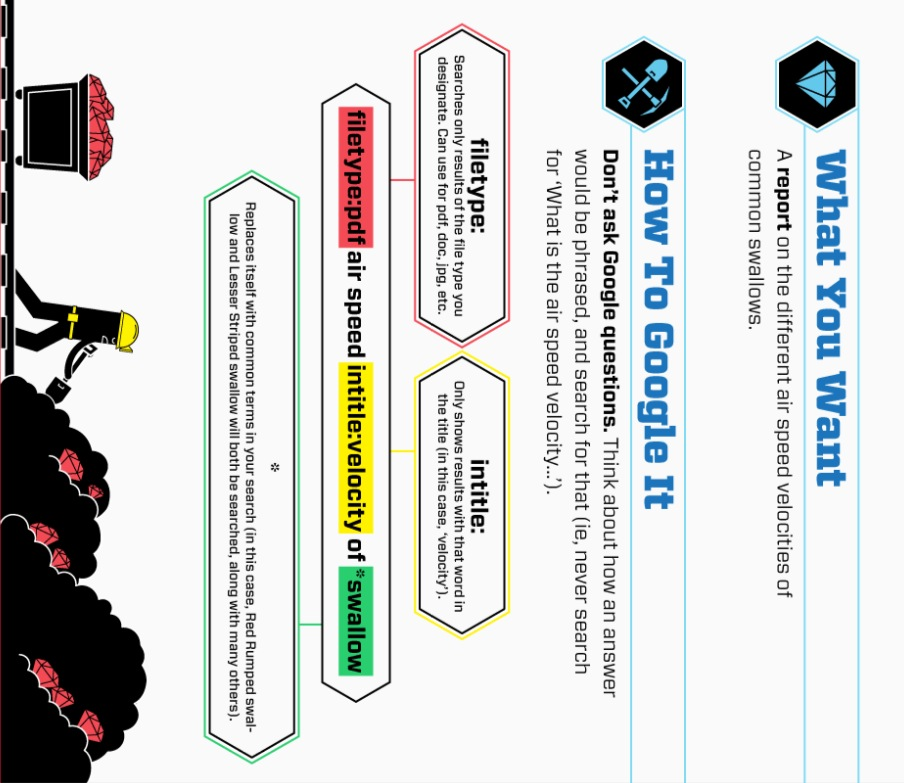 What You Want
A report on the different air speed velocities of
common swallows.
How To Google It
Don't ask Google questions. Think about how an answer
would be phrased, and search for that (ie, never search
for 'What is the air speed velocity...').
filetype:
Searches only results of the file type you
designate. Can use for pdf, doc, jpg, etc.
intitle:
Only shows results with that word in
the title (in this case, 'velocity').
filetype:pdf air speed intitle:velocity of *swallow
*
Replaces itself with common terms in your search (in this case, Red Rumped swal-
low and Lesser Striped swallow will both be searched, along with many others).